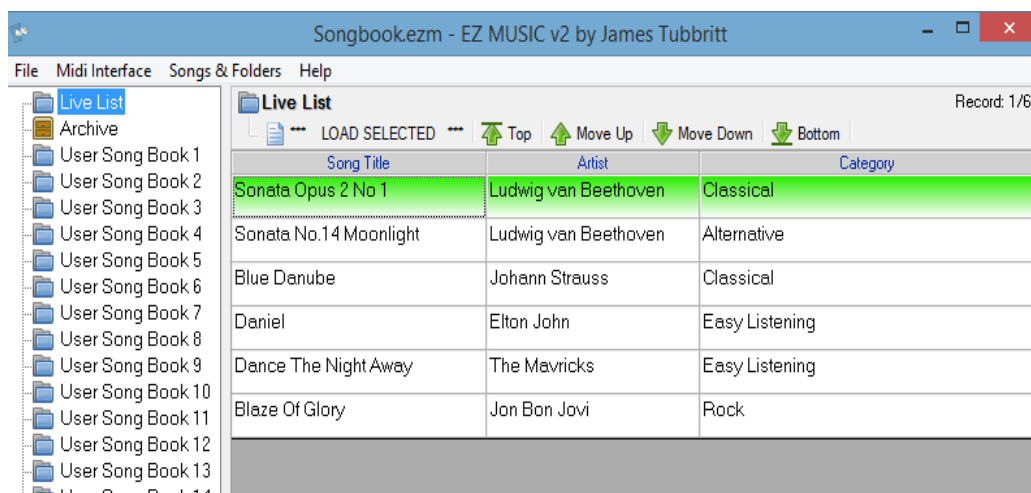 Songbook.ezm - EZ MUSIC v2 by James Tubbritt
File Midi Interface Songs & Folders Help
Live List
Archive
User Song Book 1
User Song Book 2
User Song Book 3
User Song Book 4
User Song Book 5
User Song Book 6
User Song Book 7
User Song Book 8
User Song Book 9
User Song Book 10
User Song Book 11
User Song Book 12
User Song Book 13
Live List Record: 1/6
*** LOAD SELECTED *** Top Move Up Move Down Bottom
Song Title Artist Category
Sonata Opus 2 No 1 Ludwig van Beethoven Classical
Sonata No.14 Moonlight Ludwig van Beethoven Alternative
Blue Danube Johann Strauss Classical
Daniel Elton John Easy Listening
Dance The Night Away The Mavricks Easy Listening
Blaze Of Glory Jon Bon Jovi Rock